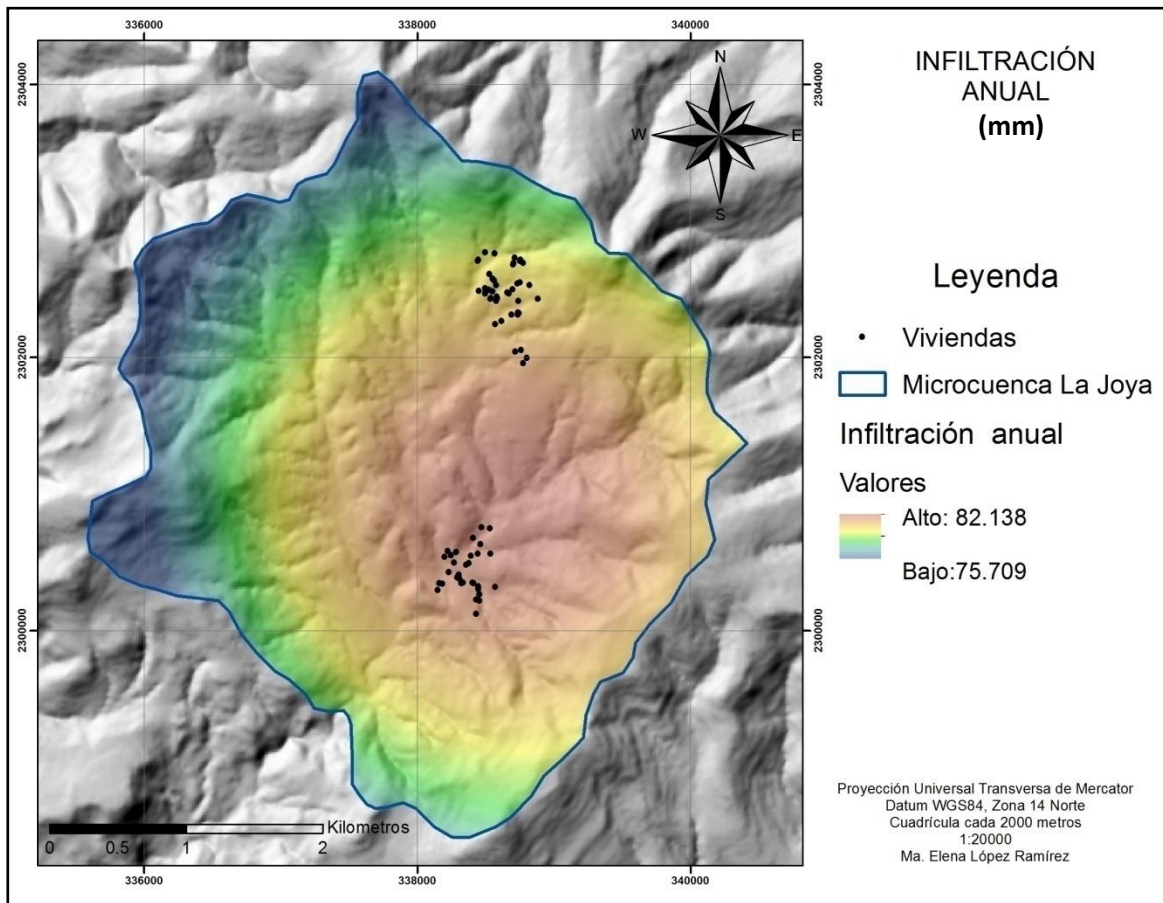 336000
338000
340000
2304000
2304000
2302000
2302000
2300000
2300000
336000
338000
340000
N
W
E
S
Kilometros
0
0.5
1
2
INFILTRACIÓN
ANUAL
(mm)
Leyenda
Viviendas
Microcuenca La Joya
Infiltración anual
Valores
Alto: 82.138
Bajo:75.709
Proyección Universal Transversa de Mercator
Datum WGS84, Zona 14 Norte
Cuadrícula cada 2000 metros
1:20000
Ma. Elena López Ramírez